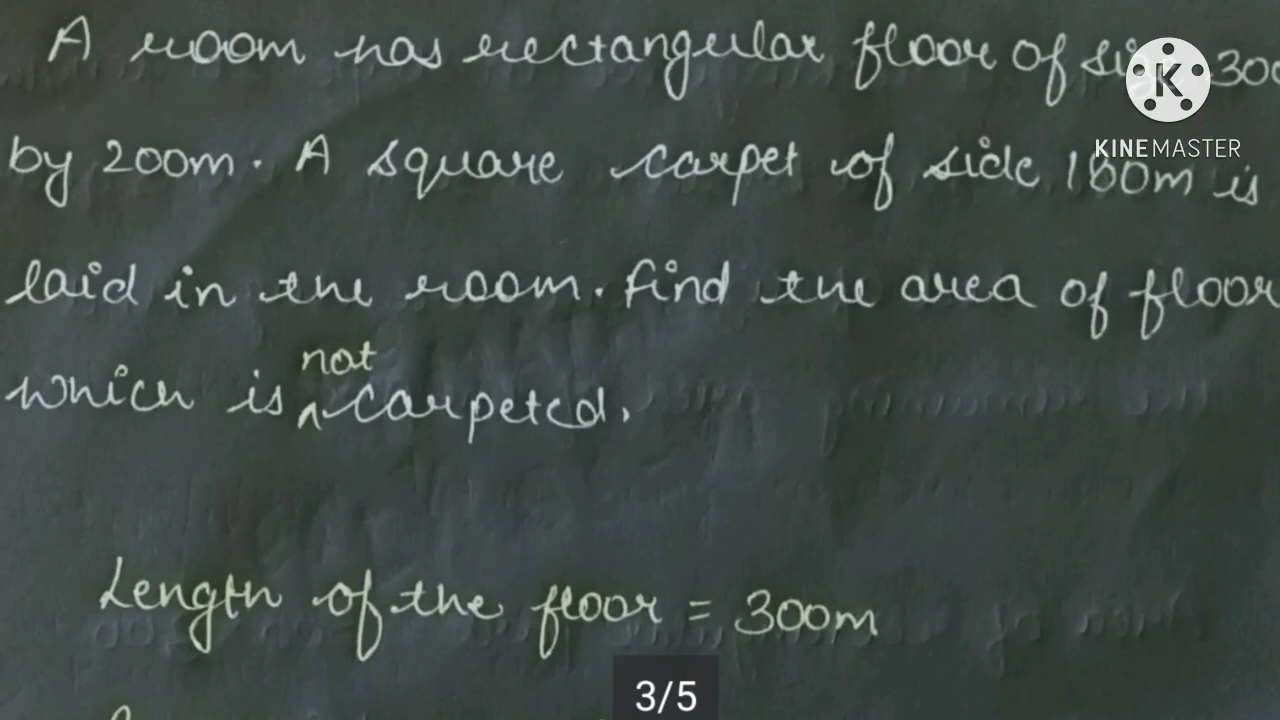 A room has rectangular floor of 300
KINEMASTER
by 200m. A square carpet of side 100m is
laid in the room. find the area of floor
which is not carpeted.
Length of the floor = 300m
3/5